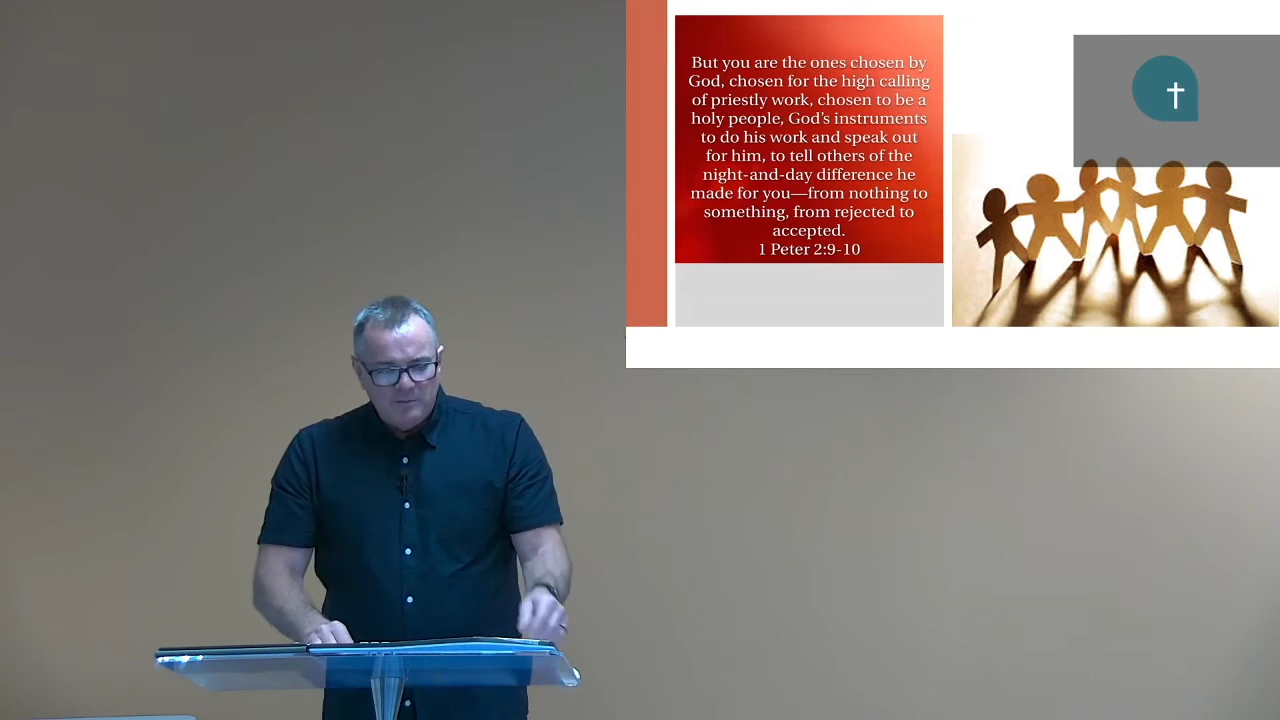 But you are the ones chosen by
God, chosen for the high calling
of priestly work, chosen to be a
holy people, God's instruments
to do his work and speak out
for him, to tell others of the
night-and-day difference he
made for you—from nothing to
something, from rejected to
accepted.
1 Peter 2:9-10